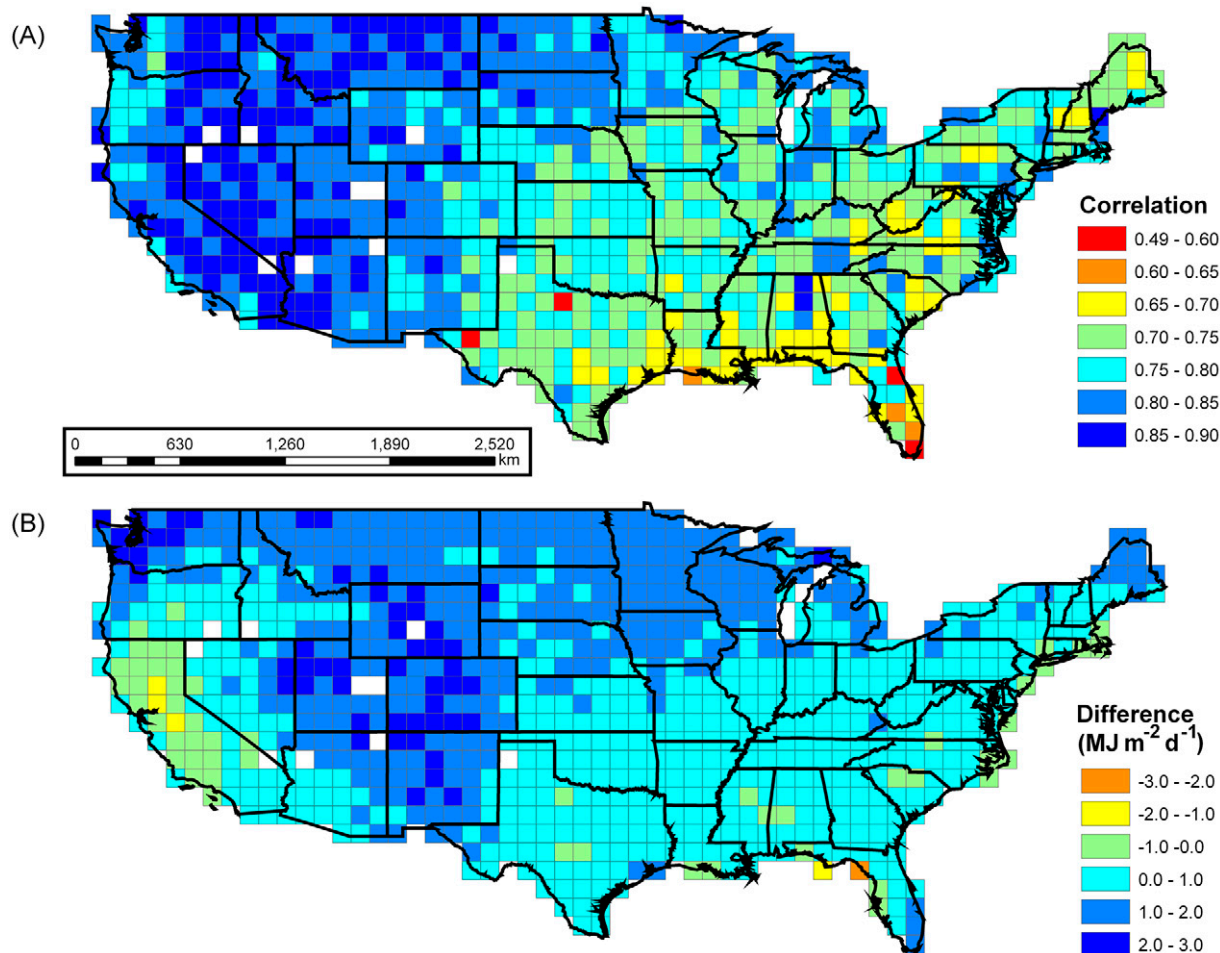 (A)
Correlation
0.49 - 0.60
0.60 - 0.65
0.65 - 0.70
0.70 - 0.75
0.75 - 0.80
0.80 - 0.85
0.85 - 0.90
0 630 1,260 1,890 2,520
km
(B)
Difference
(MJ m⁻² d⁻¹)
-3.0 - -2.0
-2.0 - -1.0
-1.0 -0.0
0.0 - 1.0
1.0 - 2.0
2.0 - 3.0